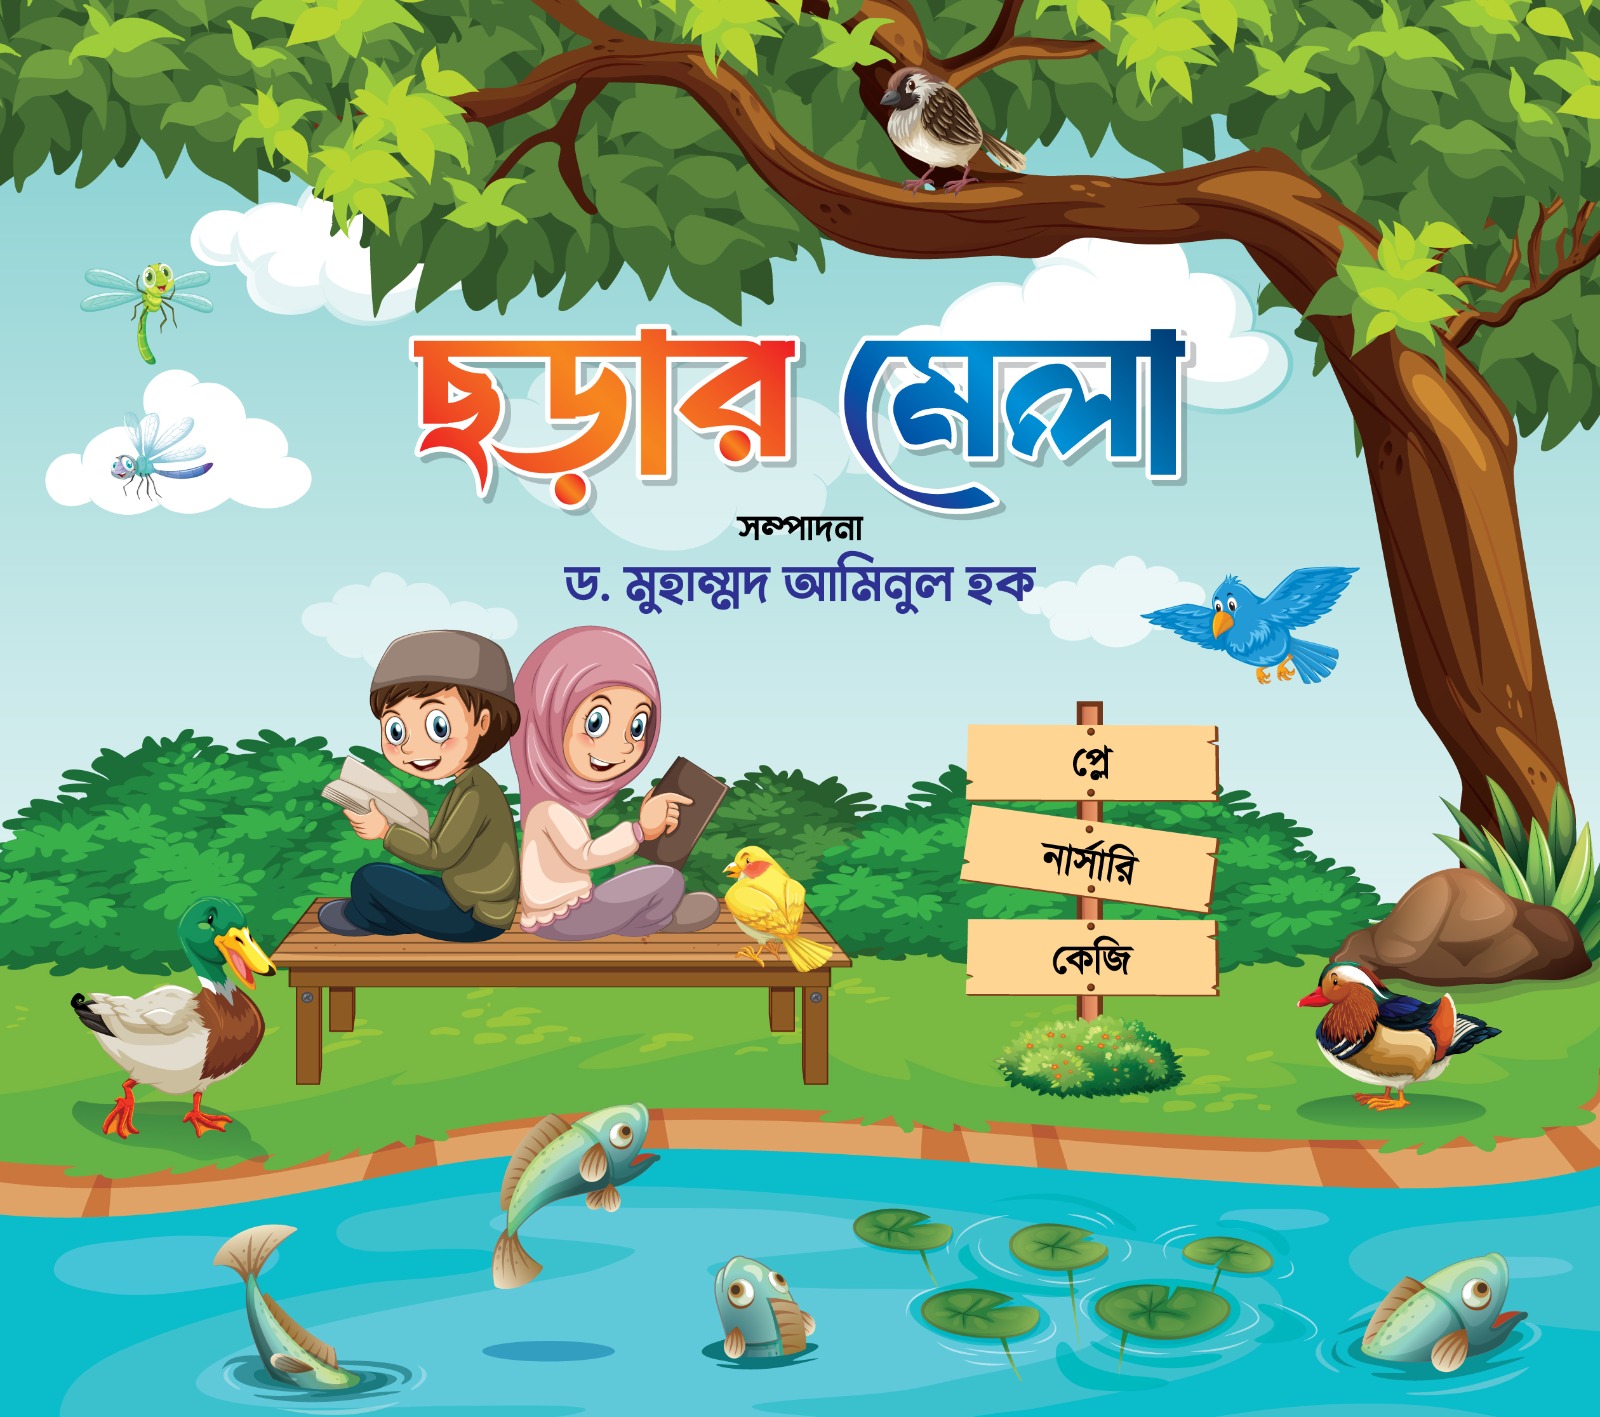 ছড়ার মেলা
সম্পাদনা
ড. মুহাম্মদ আমিনুল হক
প্লে
নার্সারি
কেজি